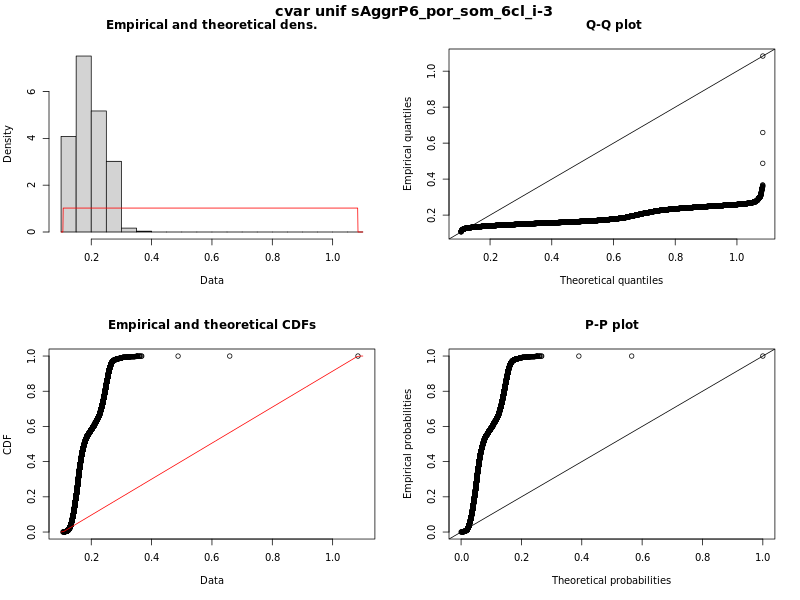 cvar unif sAggrP6_por_som_6cl_i-3
Empirical and theoretical dens.
Density
0 2 4 6
0.2 0.4 0.6 0.8 1.0
Data
Q-Q plot
Empirical quantiles
0.2 0.4 0.6 0.8 1.0
0.2 0.4 0.6 0.8 1.0
Theoretical quantiles
Empirical and theoretical CDFs
CDF
0.0 0.2 0.4 0.6 0.8 1.0
0.2 0.4 0.6 0.8 1.0
Data
P-P plot
Empirical probabilities
0.0 0.2 0.4 0.6 0.8 1.0
0.0 0.2 0.4 0.6 0.8 1.0
Theoretical probabilities